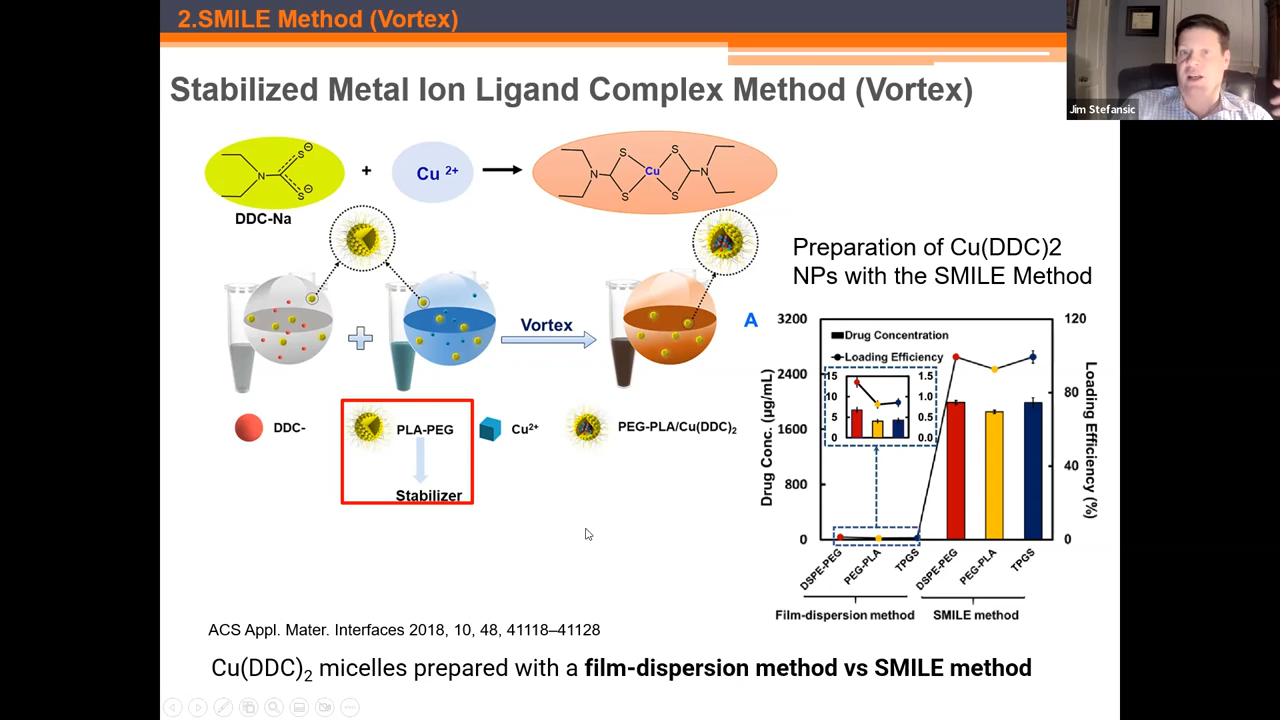 2.SMILE Method (Vortex)
Jim Stefansic
Stabilized Metal Ion Ligand Complex Method (Vortex)
N
S
S
DDC-Na
+
Cu 2+
S
S
N
Cu
N
S
S
Vortex
DDC-
PLA-PEG
Stabilizer
Cu2+
PEG-PLA/Cu(DDC)2
Preparation of Cu(DDC)2
NPs with the SMILE Method
A
Drug Conc. (µg/mL)
3200
2400
1600
800
0
Drug Concentration
Loading Efficiency
15
10
5
0
1.5
1.0
0.5
0.0
120
80
40
0
Loading Efficiency (%)
DSPE-PEG
PEG-PLA
TPGS
DSPE-PEG
PEG-PLA
TPGS
Film-dispersion method
SMILE method
ACS Appl. Mater. Interfaces 2018, 10, 48, 41118–41128
Cu(DDC)2 micelles prepared with a film-dispersion method vs SMILE method